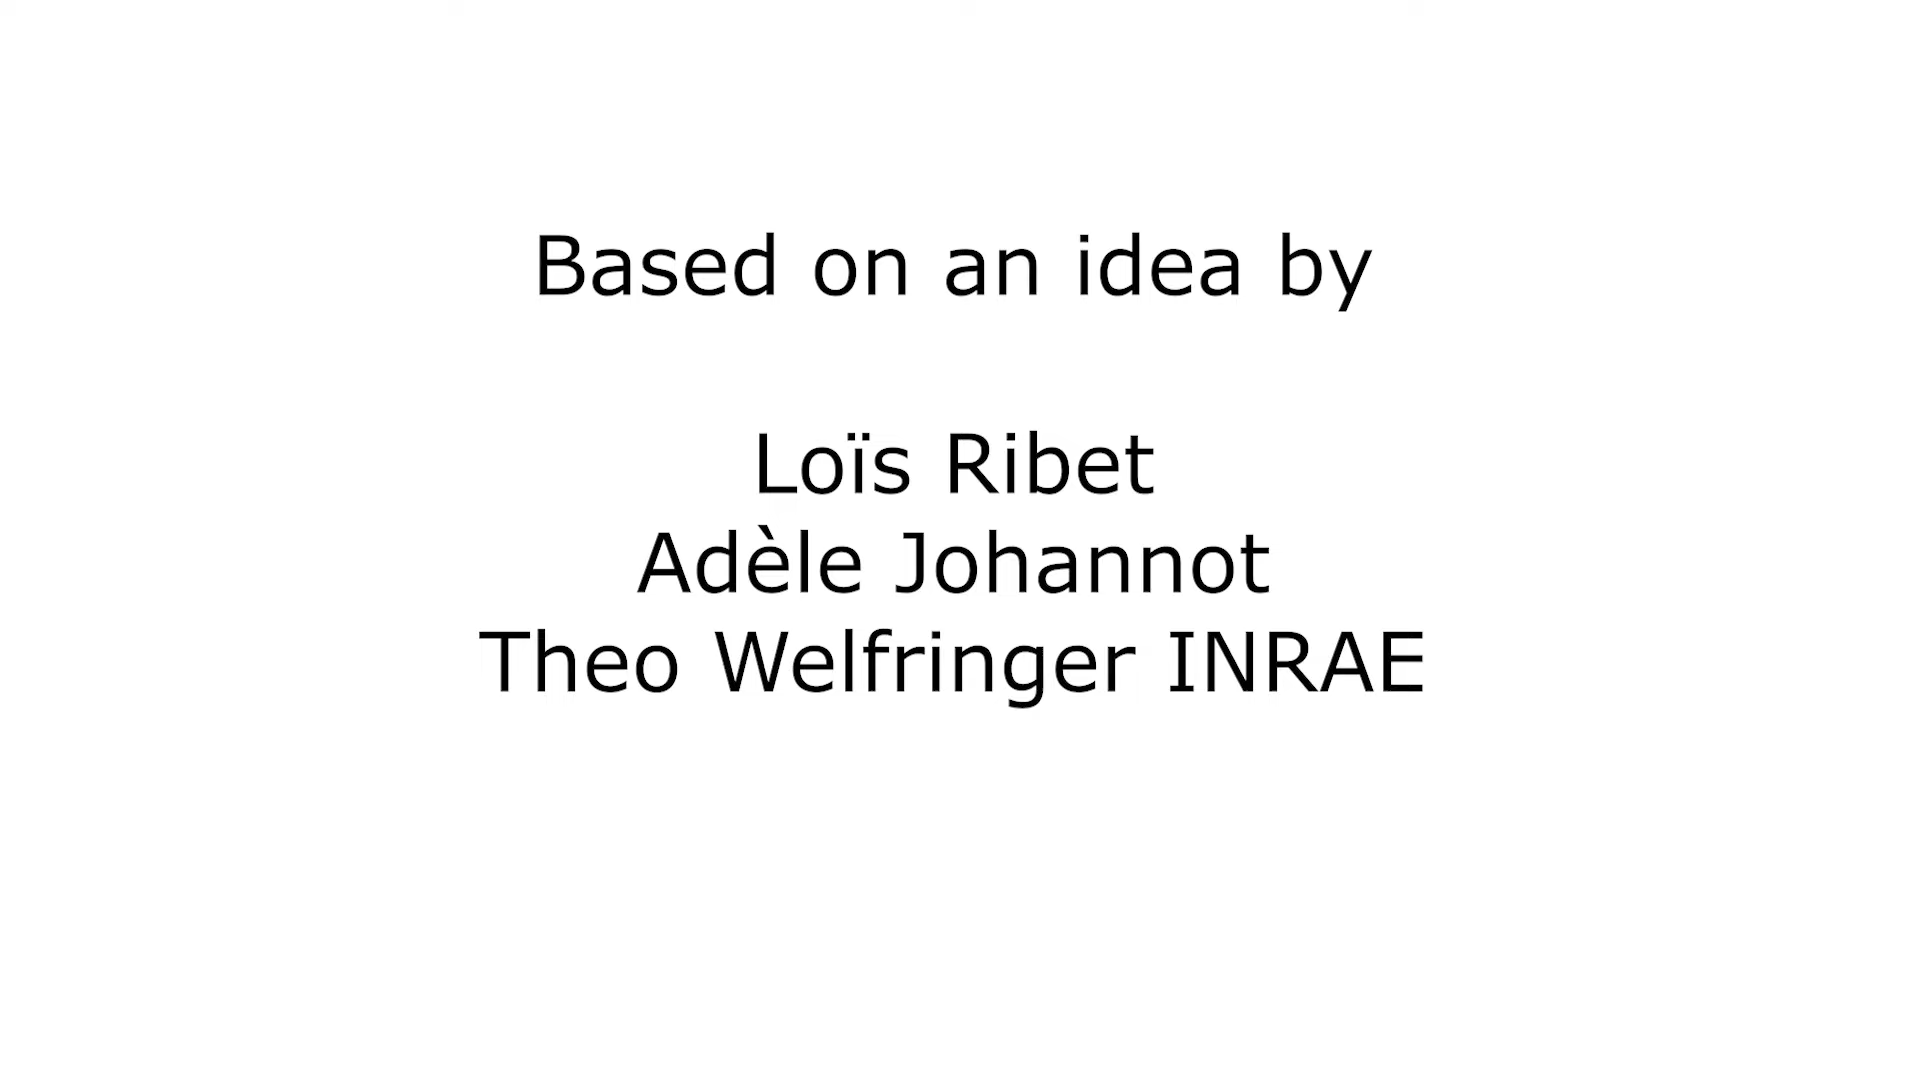 Based on an idea by
Loïs Ribet
Adèle Johannot
Theo Welfringer INRAE